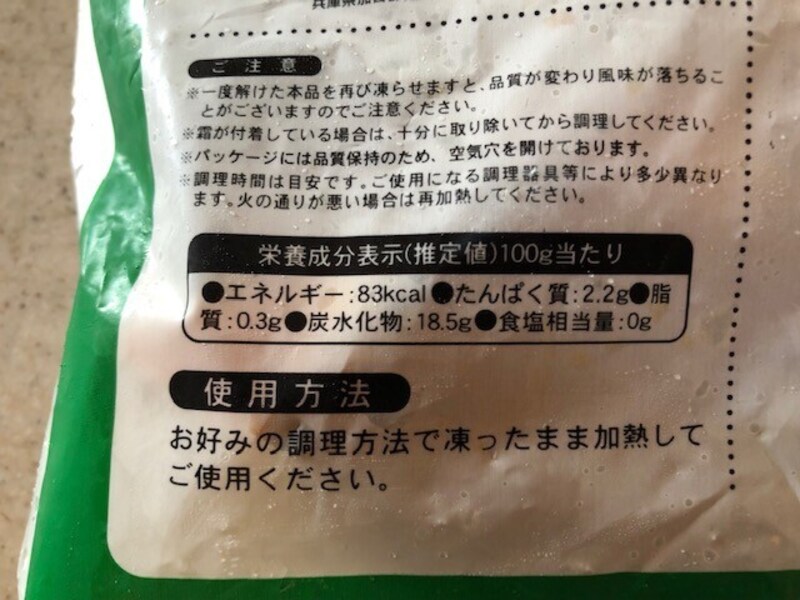 兵庫県加
ご注意
※一度解けた本品を再び凍らせますと、品質が変わり風味が落ちるこ
とがございますのでご注意ください。
※霜が付着している場合は、十分に取り除いてから調理してください。
※パッケージには品質保持のため、空気穴を開けております。
※調理時間は目安です。ご使用になる調理器具等により多少異なり
ます。火の通りが悪い場合は再加熱してください。
栄養成分表示(推定値)100g当たり
●エネルギー:83kcal●たんぱく質:2.2g●脂
質:0.3g●炭水化物:18.5g●食塩相当量:0g
使用方法
お好みの調理方法で凍ったまま加熱して
ご使用ください。